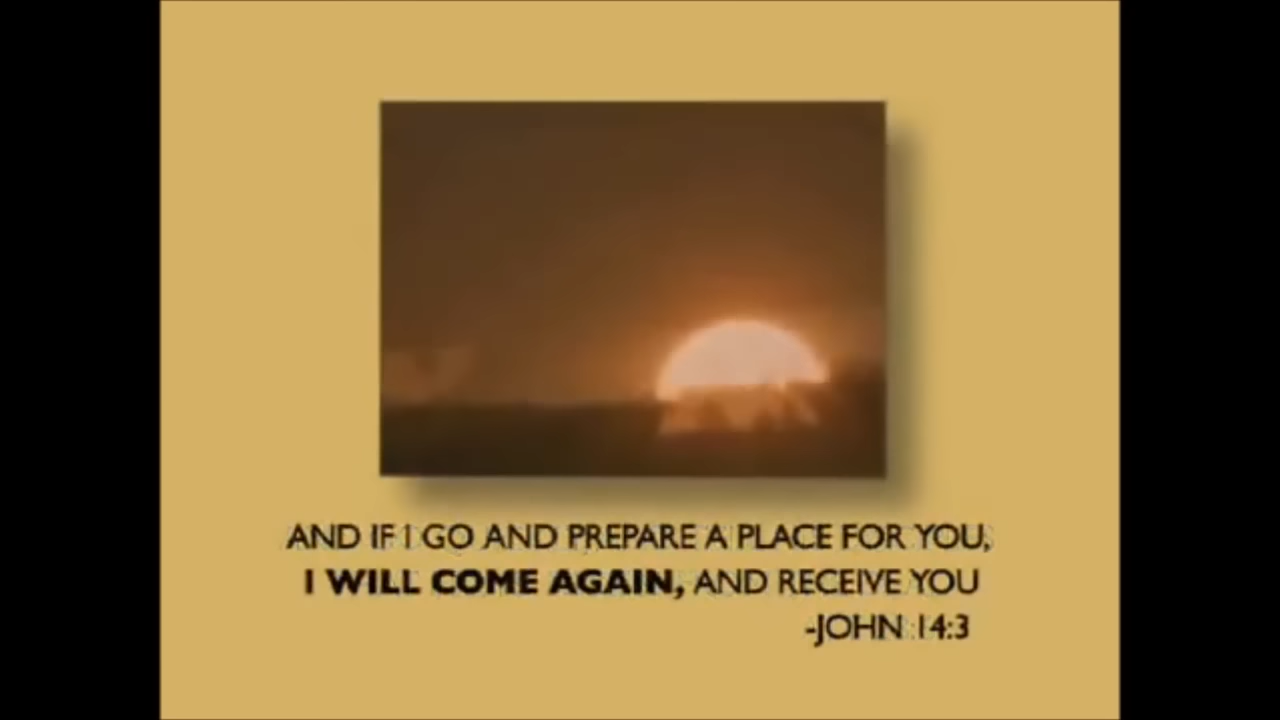 AND IF I GO AND PREPARE A PLACE FOR YOU,
I WILL COME AGAIN, AND RECEIVE YOU
-JOHN 14:3